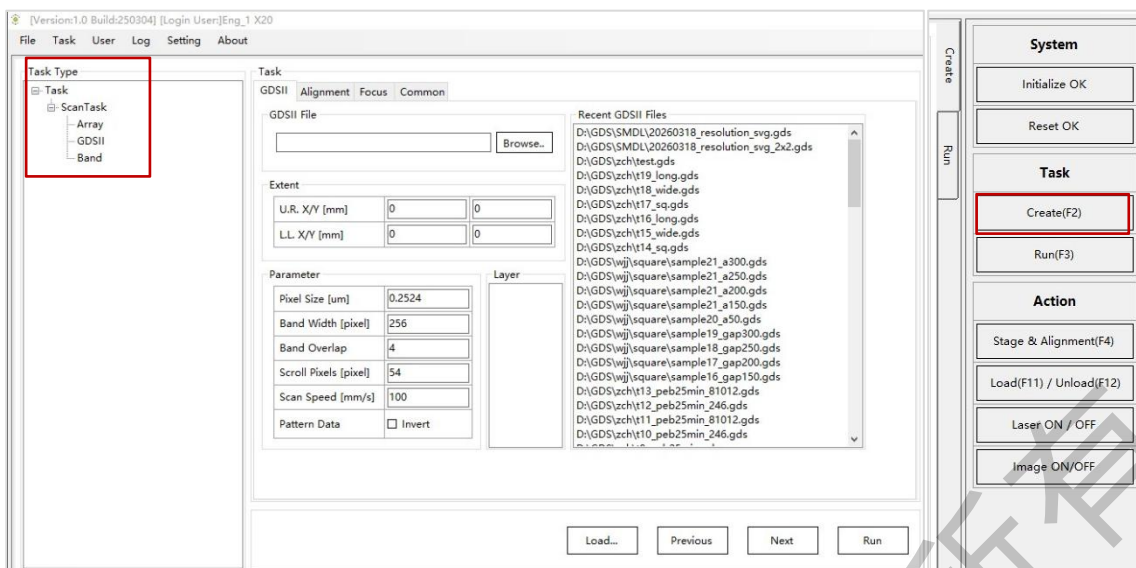 [Version:1.0 Build:250304] [Login User:]Eng_1 X20
File Task User Log Setting About
Task Type
Task
ScanTask
Array
GDSII
Band
Task
GDSII Alignment Focus Common
GDSII File
Browse..
Extent
U.R. X/Y [mm] 0 0
L.L. X/Y [mm] 0 0
Parameter
Pixel Size [um] 0.2524
Band Width [pixel] 256
Band Overlap 4
Scroll Pixels [pixel] 54
Scan Speed [mm/s] 100
Pattern Data Invert
Layer
Recent GDSII Files
D:\GDS\SMDL\20260318_resolution_svg.gds
D:\GDS\SMDL\20260318_resolution_svg_2x2.gds
D:\GDS\zch\test.gds
D:\GDS\zch\t19_long.gds
D:\GDS\zch\t18_wide.gds
D:\GDS\zch\t17_sq.gds
D:\GDS\zch\t16_long.gds
D:\GDS\zch\t15_wide.gds
D:\GDS\zch\t14_sq.gds
D:\GDS\wjj\square\sample21_a300.gds
D:\GDS\wjj\square\sample21_a250.gds
D:\GDS\wjj\square\sample21_a200.gds
D:\GDS\wjj\square\sample21_a150.gds
D:\GDS\wjj\square\sample20_a50.gds
D:\GDS\wjj\square\sample19_gap300.gds
D:\GDS\wjj\square\sample18_gap250.gds
D:\GDS\wjj\square\sample17_gap200.gds
D:\GDS\wjj\square\sample16_gap150.gds
D:\GDS\zch\t13_peb25min_81012.gds
D:\GDS\zch\t12_peb25min_246.gds
D:\GDS\zch\t11_peb25min_81012.gds
D:\GDS\zch\t10_peb25min_246.gds
Load... Previous Next Run
Create
Run
System
Initialize OK
Reset OK
Task
Create(F2)
Run(F3)
Action
Stage & Alignment(F4)
Load(F11) / Unload(F12)
Laser ON / OFF
Image ON/OFF
所有